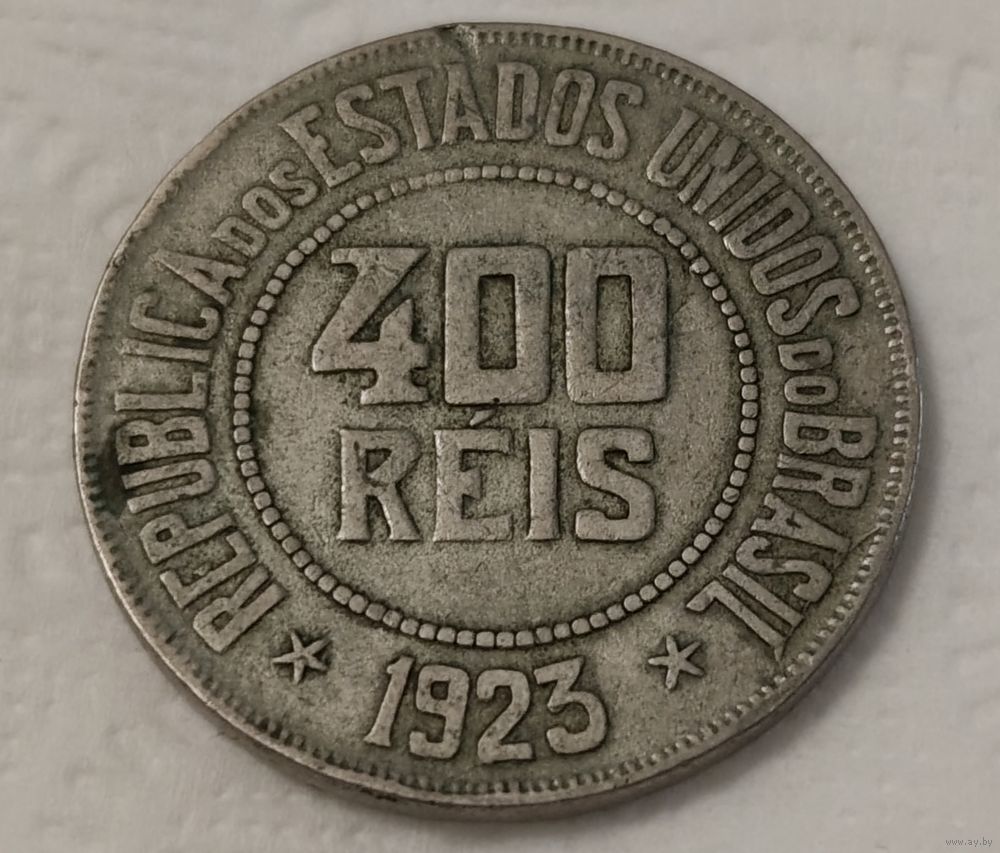 REPUBLICA DOS ESTADOS UNIDOS DO BRASIL
400
RÉIS
1923
www.ay.by